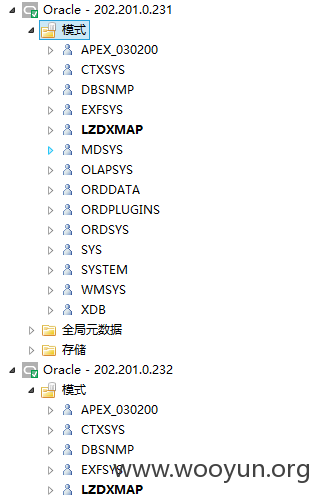 Oracle - 202.201.0.231
模式
APEX_030200
CTXSYS
DBSNMP
EXFSYS
LZDXMAP
MDSYS
OLAPSYS
ORDDATA
ORDPLUGINS
ORDSYS
SYS
SYSTEM
WMSYS
XDB
全局元数据
存储
Oracle - 202.201.0.232
模式
APEX_030200
CTXSYS
DBSNMP
EXFSYS
www.wooyun.org
LZDXMAP